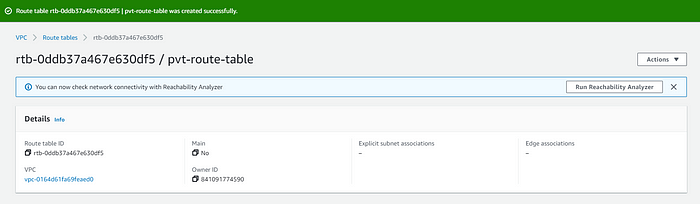 Route table rtb-0ddb37a467e630df5 | pvt-route-table was created successfully.
VPC > Route tables > rtb-0ddb37a467e630df5
rtb-0ddb37a467e630df5 / pvt-route-table
Actions ▼
You can now check network connectivity with Reachability Analyzer
Run Reachability Analyzer
Details Info
Route table ID
rtb-0ddb37a467e630df5
Main
No
Explicit subnet associations
–
Edge associations
–
VPC
vpc-0164d61fa69feaed0
Owner ID
841091774590